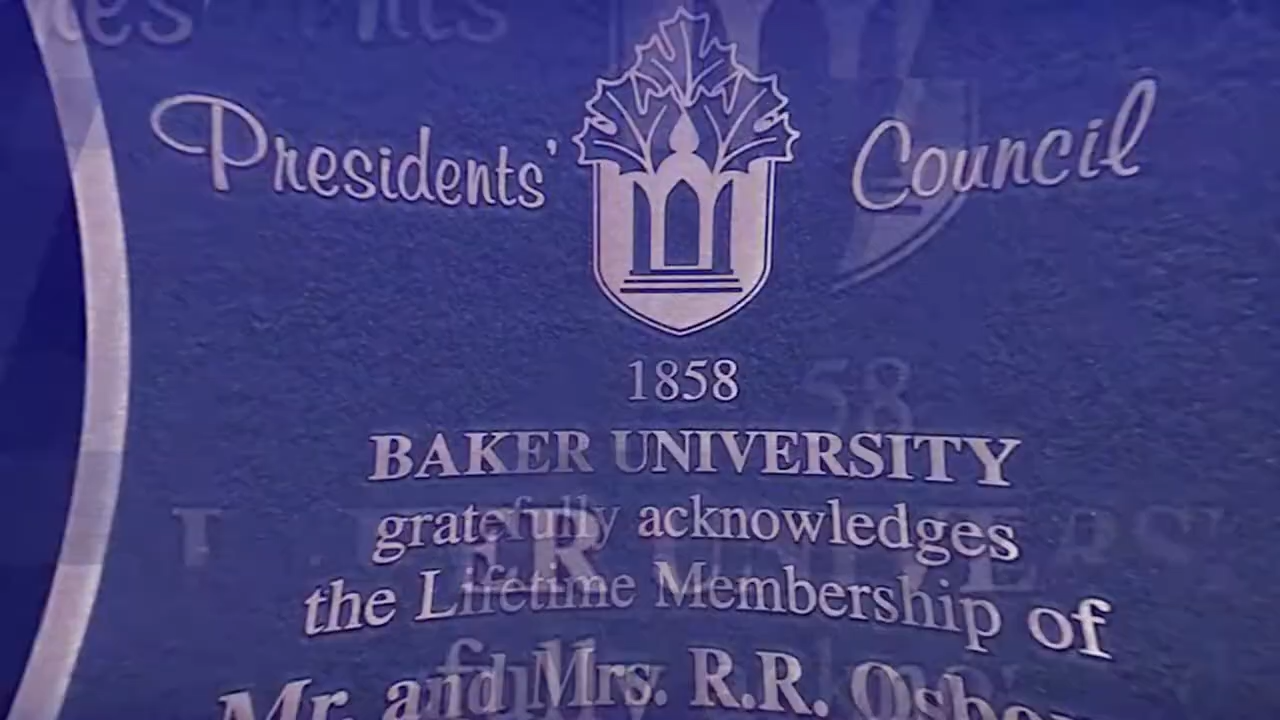 Presidents' Council
1858
BAKER UNIVERSITY
gratefully acknowledges
the Lifetime Membership of
Mr. and Mrs. R.R.